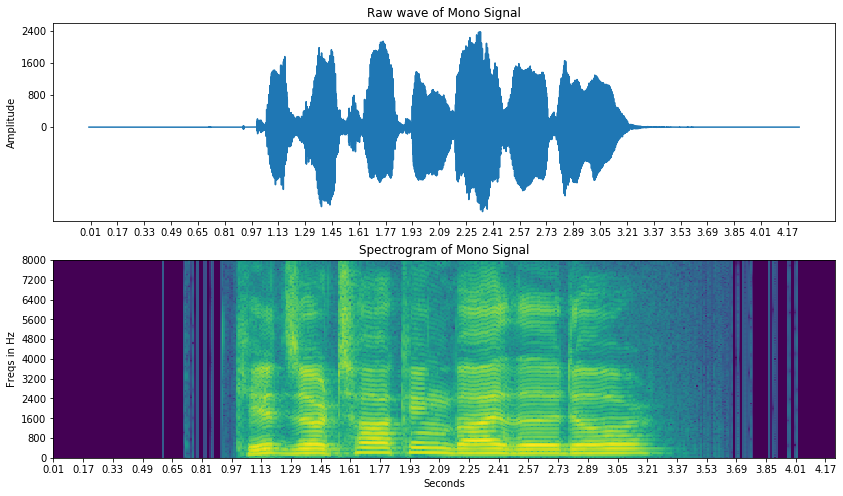 Raw wave of Mono Signal
2400
1600
800
0
Amplitude
0.01 0.17 0.33 0.49 0.65 0.81 0.97 1.13 1.29 1.45 1.61 1.77 1.93 2.09 2.25 2.41 2.57 2.73 2.89 3.05 3.21 3.37 3.53 3.69 3.85 4.01 4.17
Spectrogram of Mono Signal
8000
7200
6400
5600
4800
4000
3200
2400
1600
800
0
Freqs in Hz
0.01 0.17 0.33 0.49 0.65 0.81 0.97 1.13 1.29 1.45 1.61 1.77 1.93 2.09 2.25 2.41 2.57 2.73 2.89 3.05 3.21 3.37 3.53 3.69 3.85 4.01 4.17
Seconds